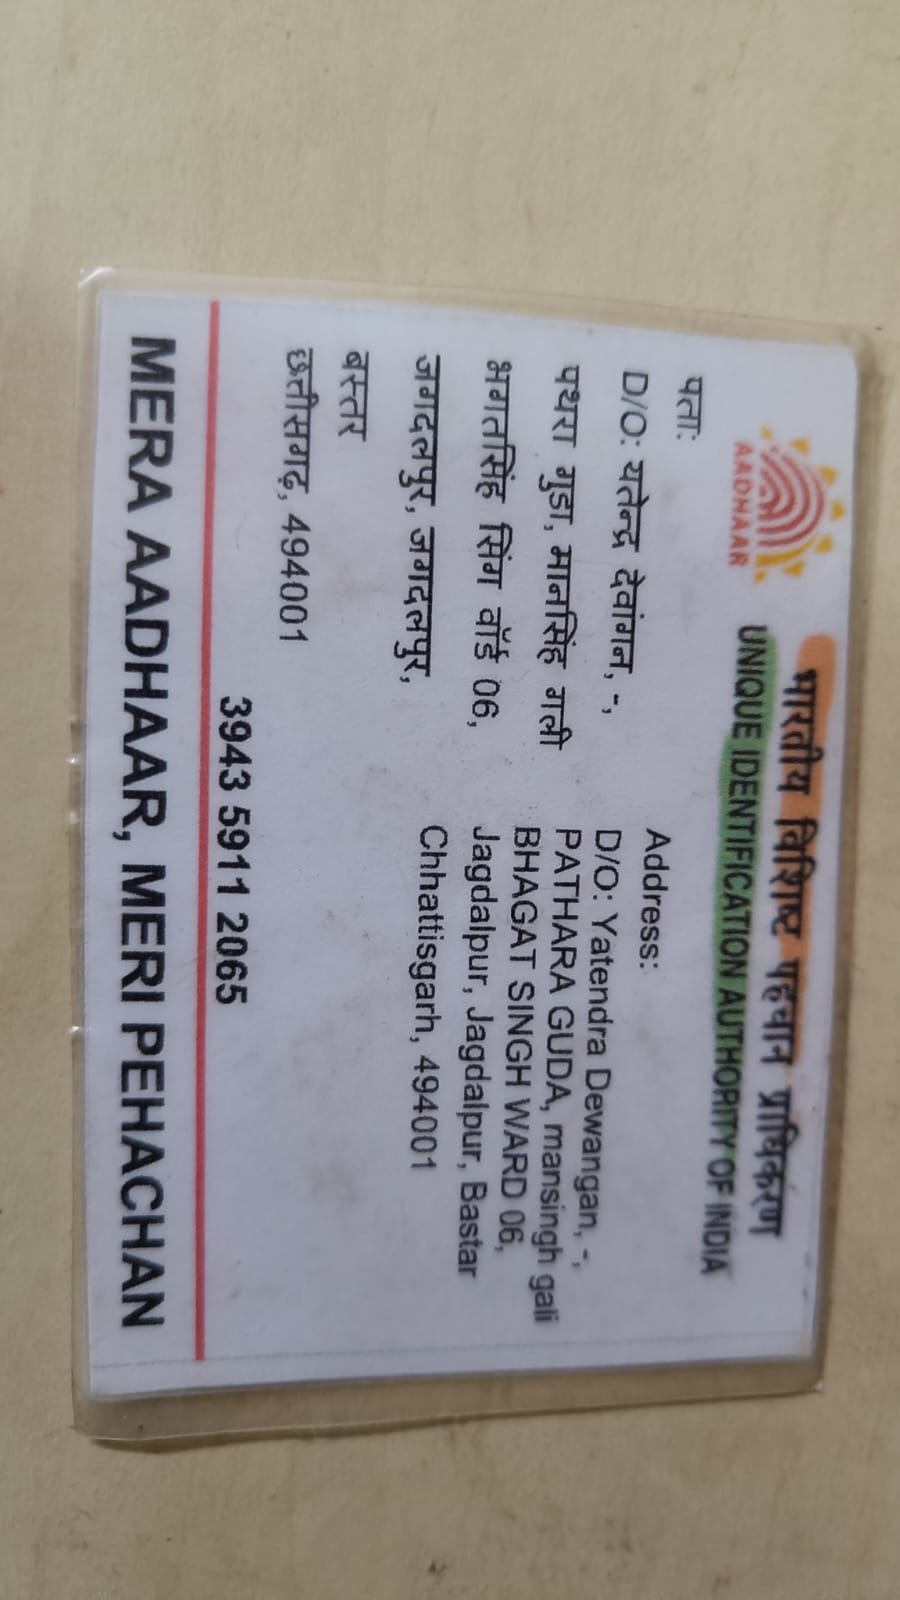 भारतीय विशिष्ट पहचान प्राधिकरण
UNIQUE IDENTIFICATION AUTHORITY OF INDIA
AADHAAR
पता:
D/O: यतेन्द्र देवांगन, -,
पथरा गुडा, मानसिंह गली
भगतसिंह सिंग वॉर्ड 06,
जगदलपुर, जगदलपुर,
बस्तर
छत्तीसगढ़, 494001
Address:
D/O: Yatendra Dewangan, -,
PATHARA GUDA, mansingh gali
BHAGAT SINGH WARD 06,
Jagdalpur, Jagdalpur, Bastar
Chhattisgarh, 494001
3943 5911 2065
MERA AADHAAR, MERI PEHACHAN